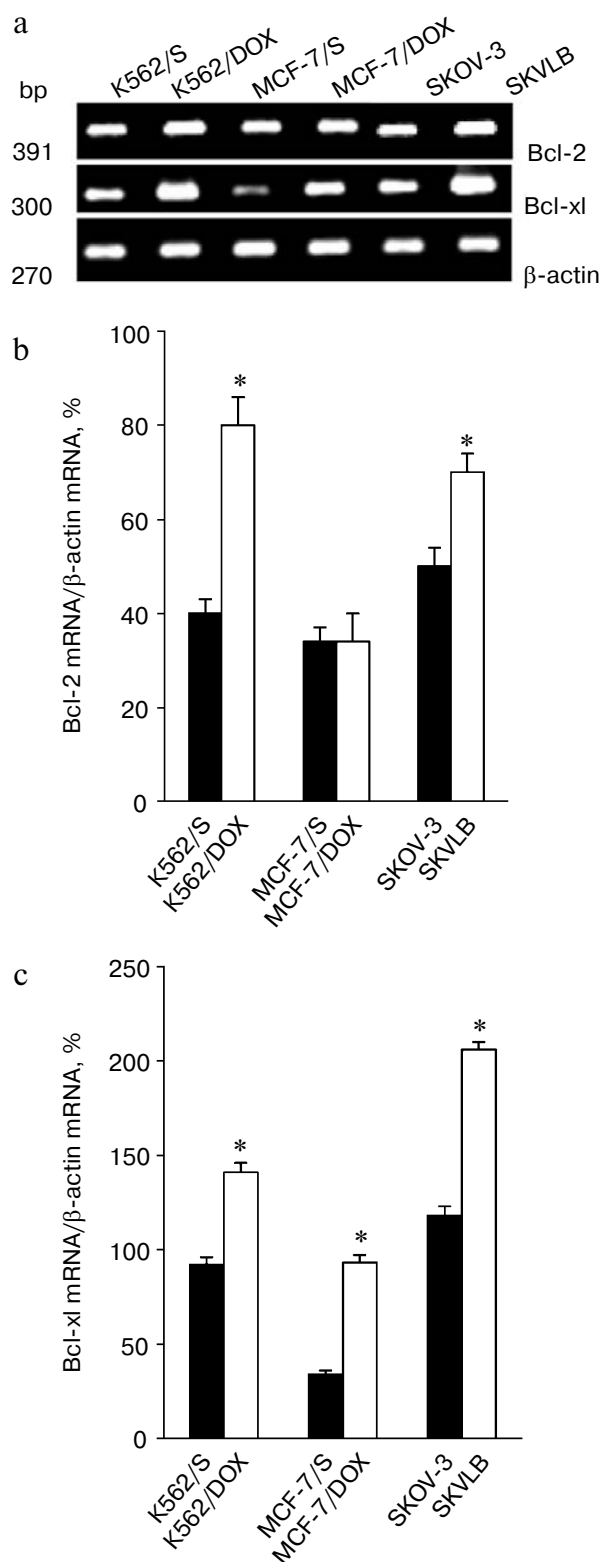 a
K562/S K562/DOX MCF-7/S MCF-7/DOX SKOV-3 SKVLB
bp
391 Bcl-2
300 Bcl-xl
270 β-actin
b
Bcl-2 mRNA/β-actin mRNA, %
100
80
60
40
20
0
*
*
K562/S
K562/DOX
MCF-7/S
MCF-7/DOX
SKOV-3
SKVLB
c
Bcl-xl mRNA/β-actin mRNA, %
250
200
150
100
50
0
*
*
*
K562/S
K562/DOX
MCF-7/S
MCF-7/DOX
SKOV-3
SKVLB